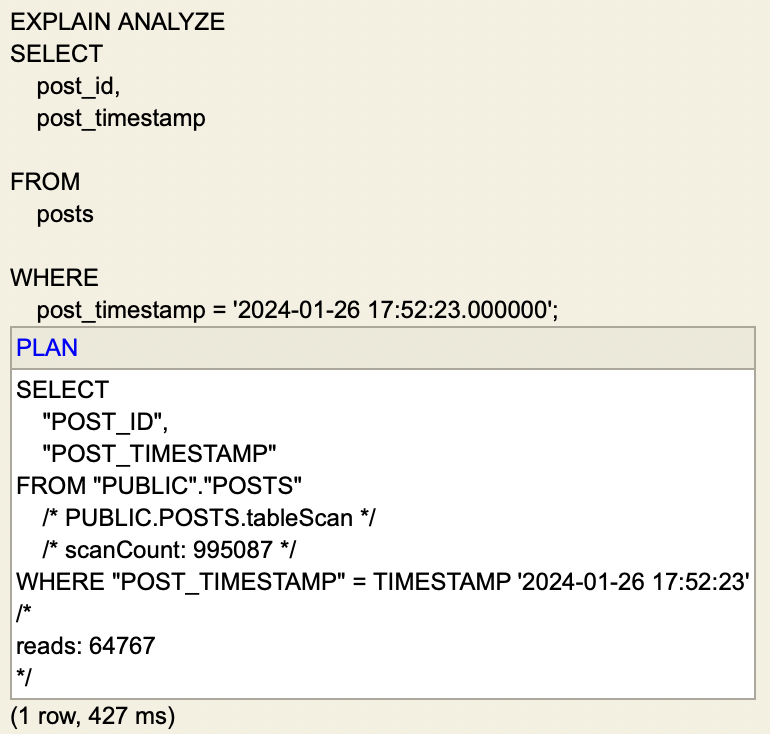 EXPLAIN ANALYZE
SELECT
post_id,
post_timestamp
FROM
posts
WHERE
post_timestamp = '2024-01-26 17:52:23.000000';
PLAN
SELECT
"POST_ID",
"POST_TIMESTAMP"
FROM "PUBLIC"."POSTS"
/* PUBLIC.POSTS.tableScan */
/* scanCount: 995087 */
WHERE "POST_TIMESTAMP" = TIMESTAMP '2024-01-26 17:52:23'
/*
reads: 64767
*/
(1 row, 427 ms)